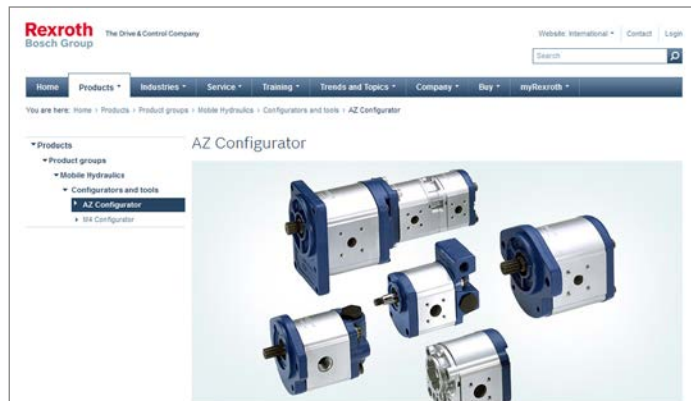 Rexroth
Bosch Group
The Drive & Control Company
Website: International
Contact
Login
Search
Home Products Industries Service Training Trends and Topics Company Buy myRexroth
You are here: Home › Products › Product groups › Mobile Hydraulics › Configurators and tools › AZ Configurator
Products
Product groups
Mobile Hydraulics
Configurators and tools
AZ Configurator
M4 Configurator
AZ Configurator